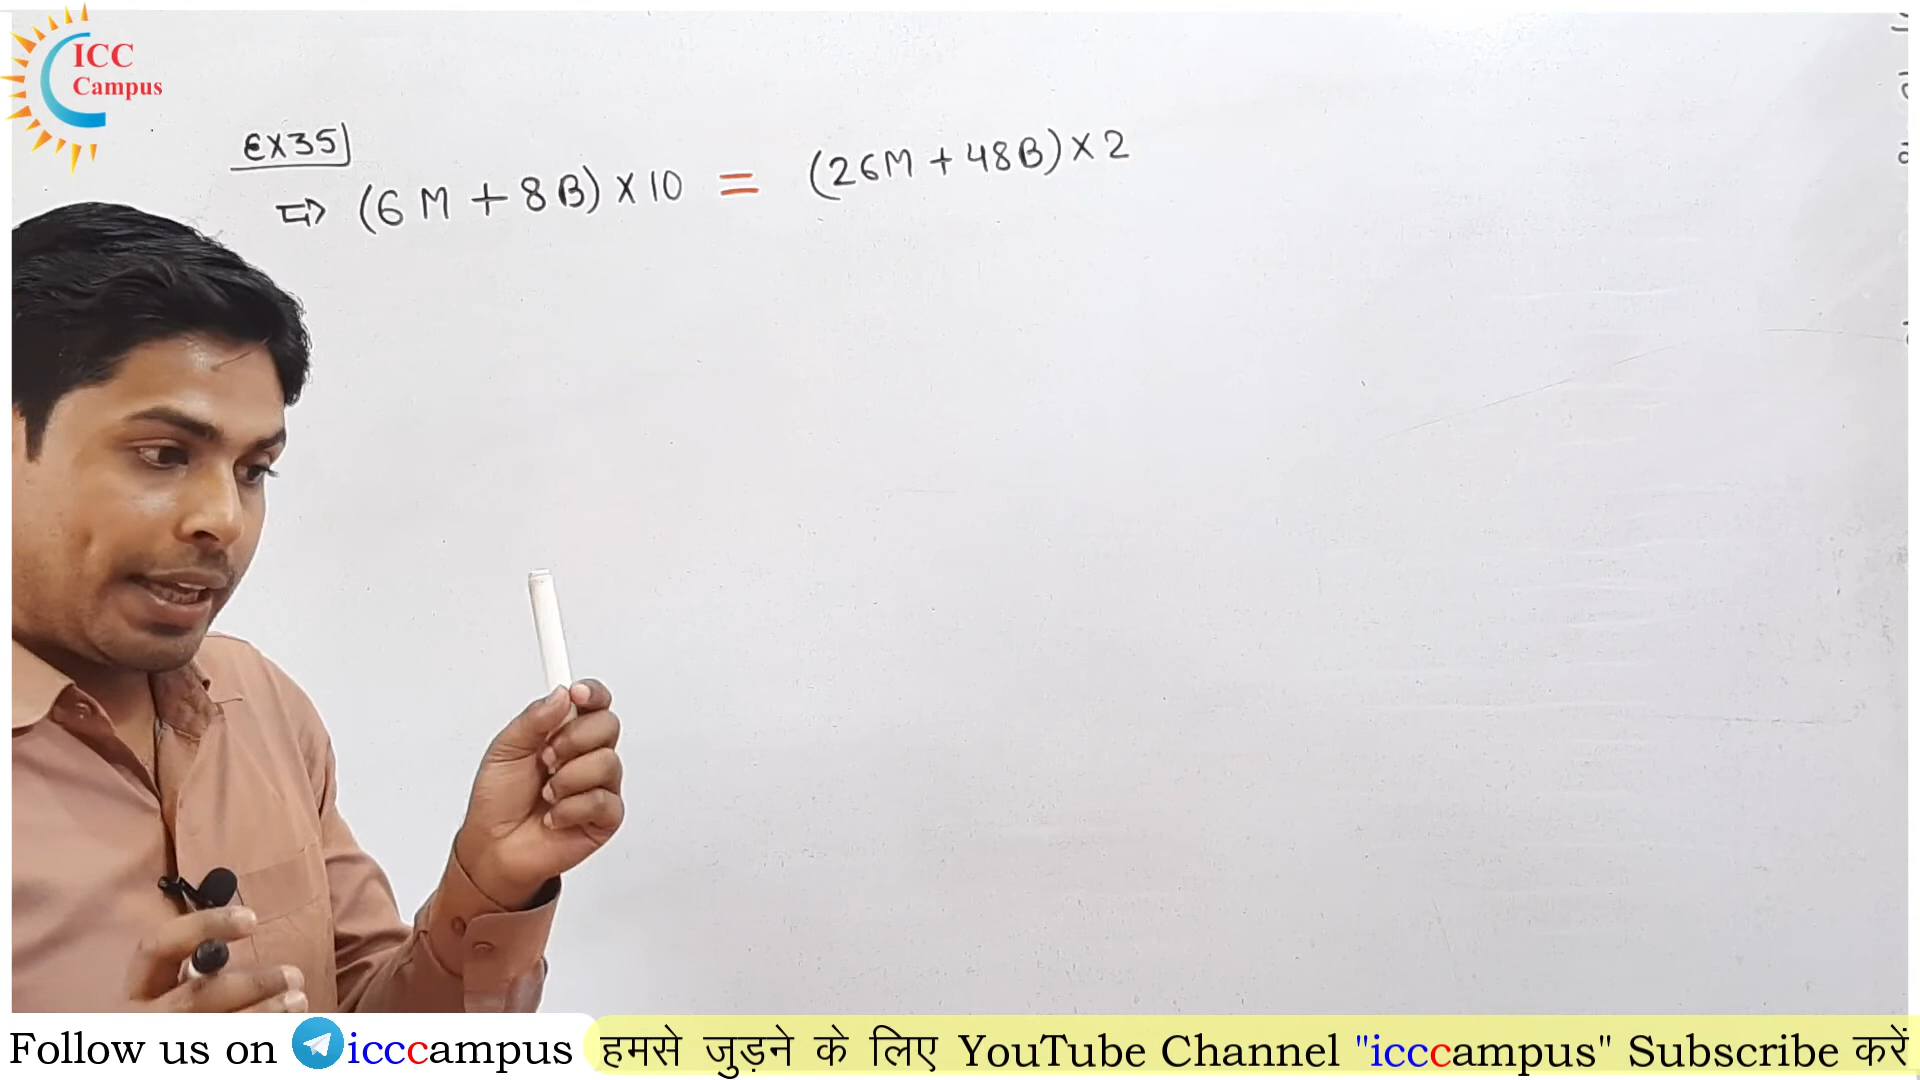 ICC
Campus
EX35
⇒ (6M + 8B) × 10 = (26M + 48B) × 2
Follow us on icccampus हमसे जुड़ने के लिए YouTube Channel "icccampus" Subscribe करें